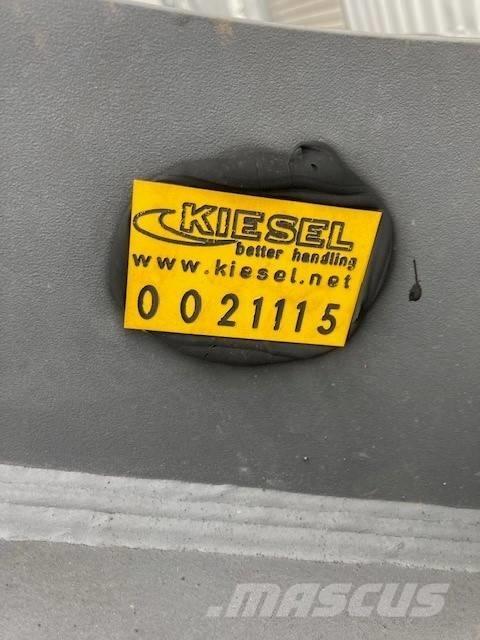 KIESEL
better handling
www.kiesel.net
0021115
MASCUS